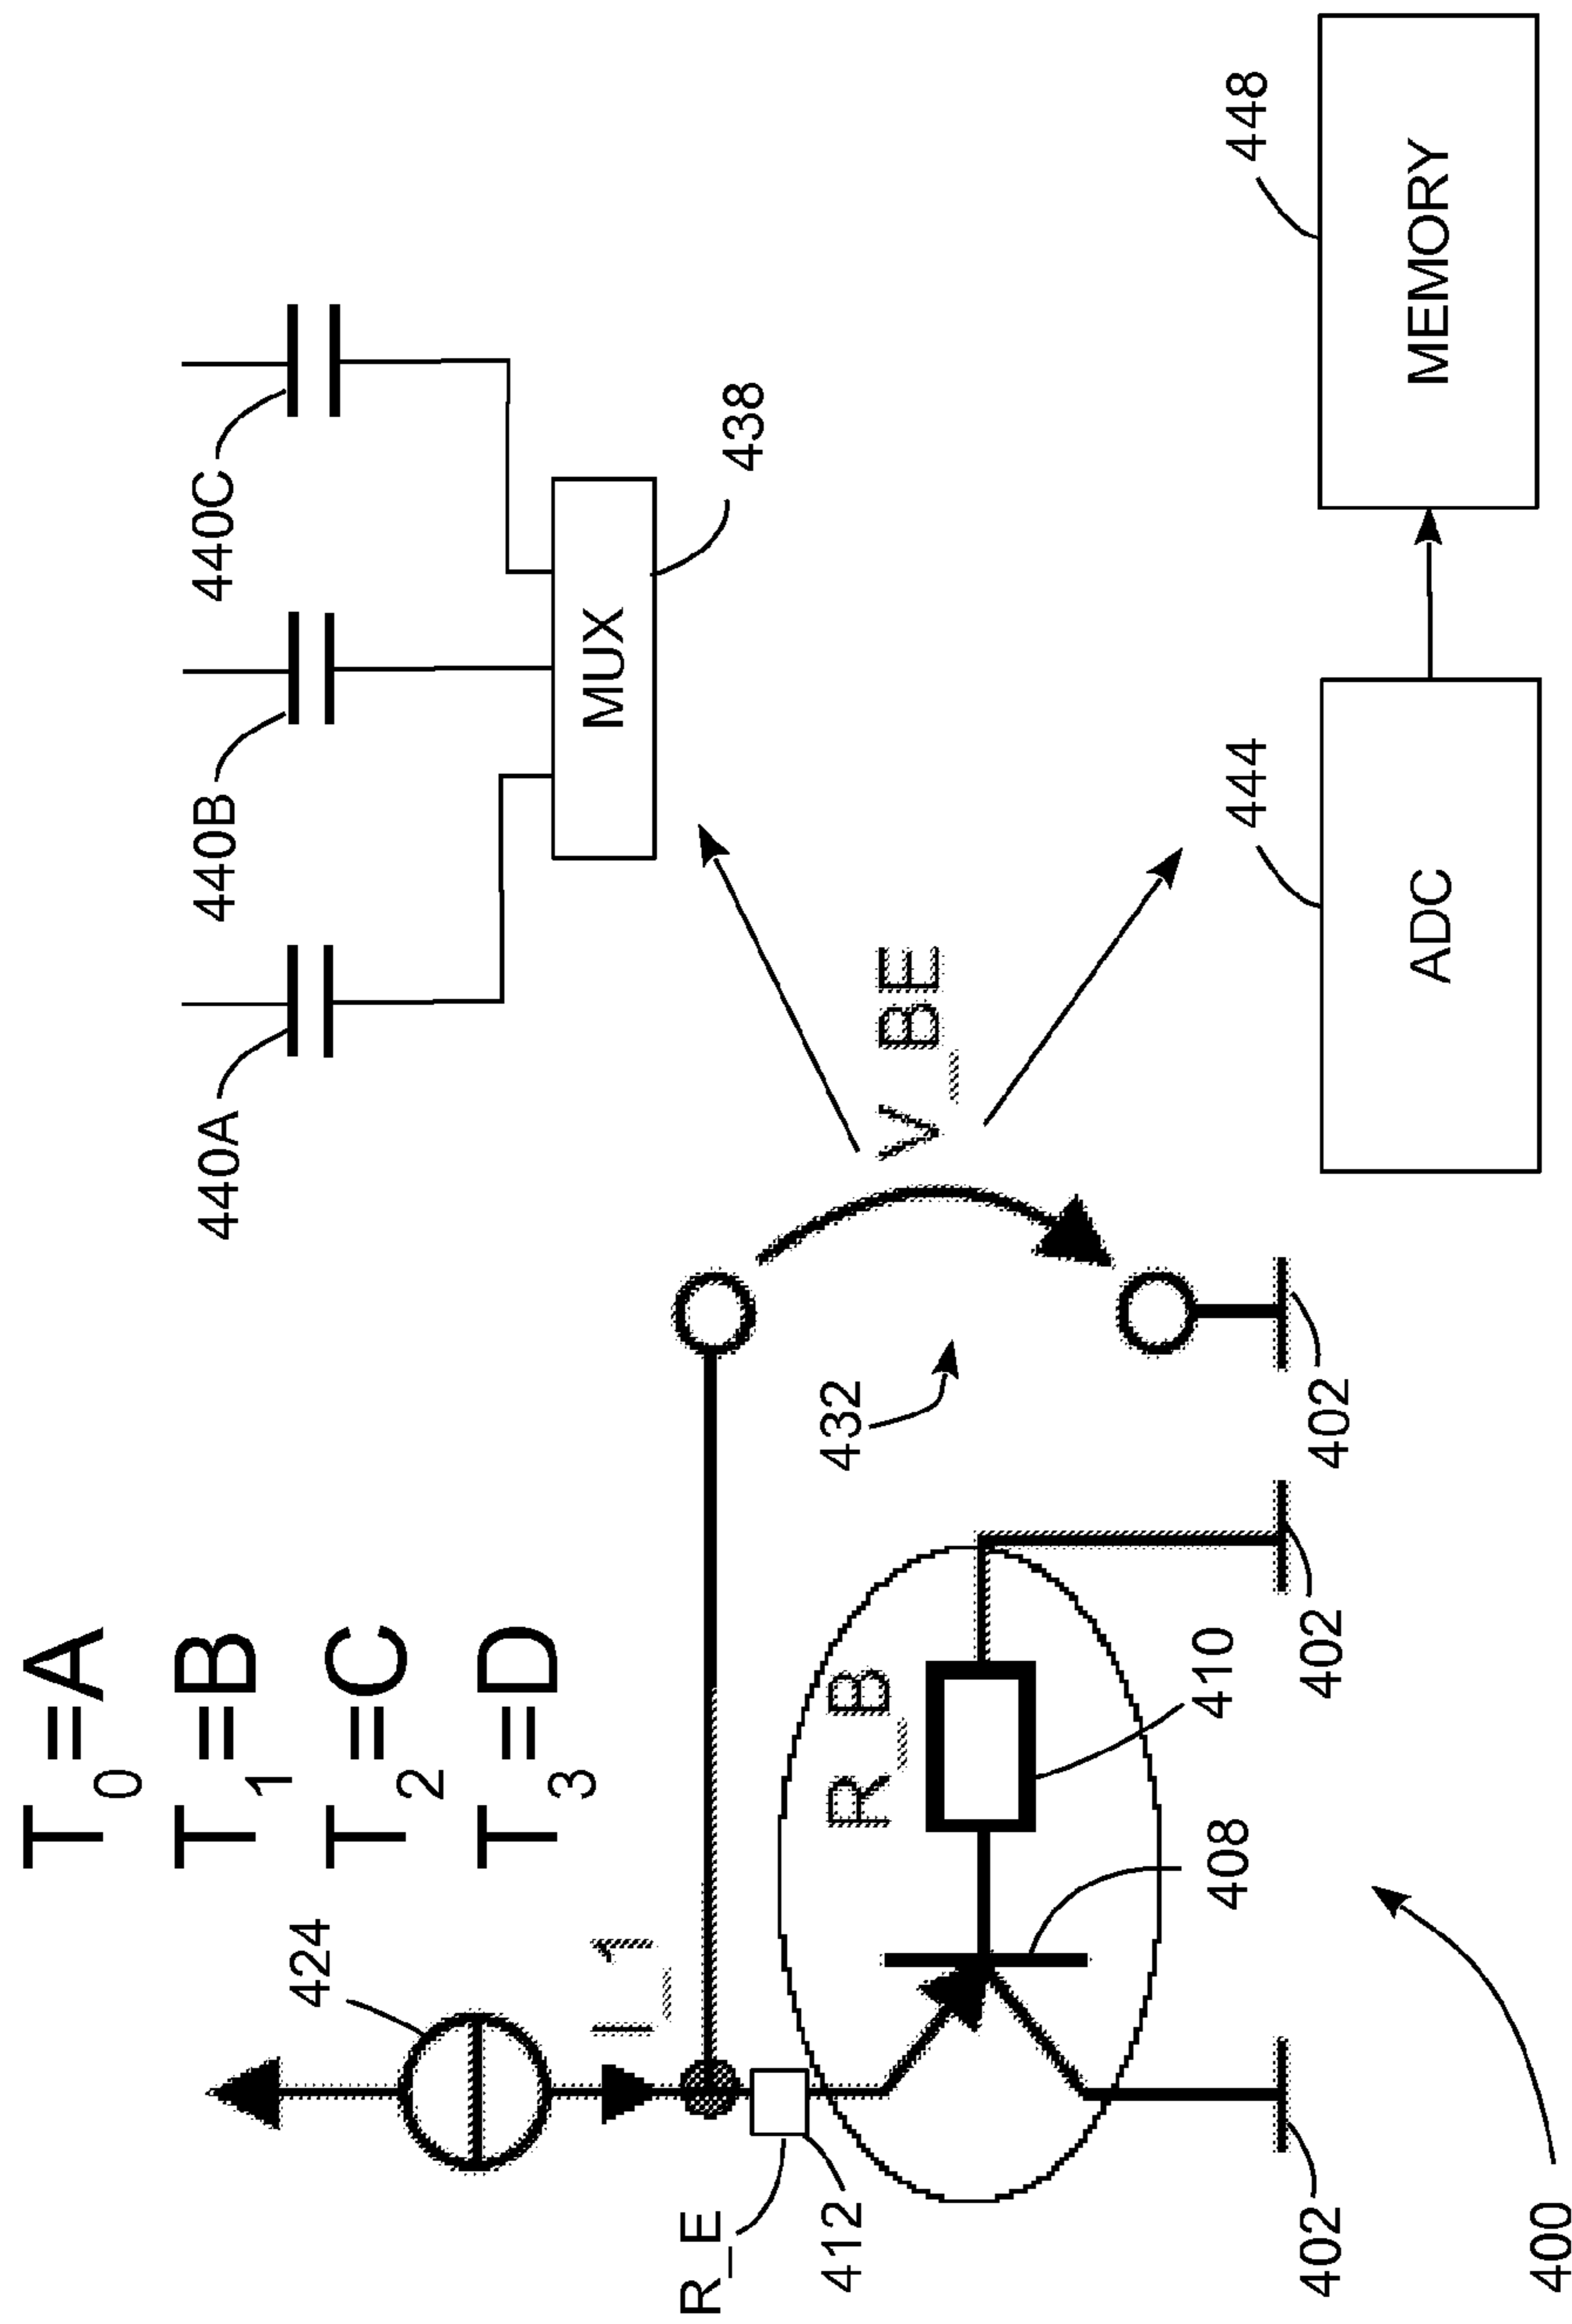 T0=A
T1=B
T2=C
T3=D
424
I_1
R_E
412
R_B
410
408
402
402
402
400
432
V_BE
440A
440B
440C
MUX
438
444
ADC
448
MEMORY